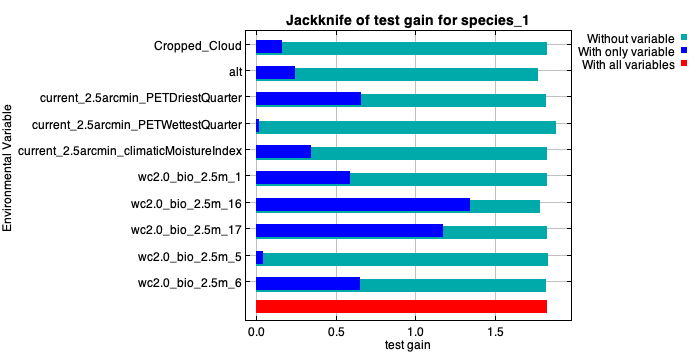 Jackknife of test gain for species_1
Without variable
With only variable
With all variables
Environmental Variable
Cropped_Cloud
alt
current_2.5arcmin_PETDriestQuarter
current_2.5arcmin_PETWettestQuarter
current_2.5arcmin_climaticMoistureIndex
wc2.0_bio_2.5m_1
wc2.0_bio_2.5m_16
wc2.0_bio_2.5m_17
wc2.0_bio_2.5m_5
wc2.0_bio_2.5m_6
0.0 0.5 1.0 1.5
test gain